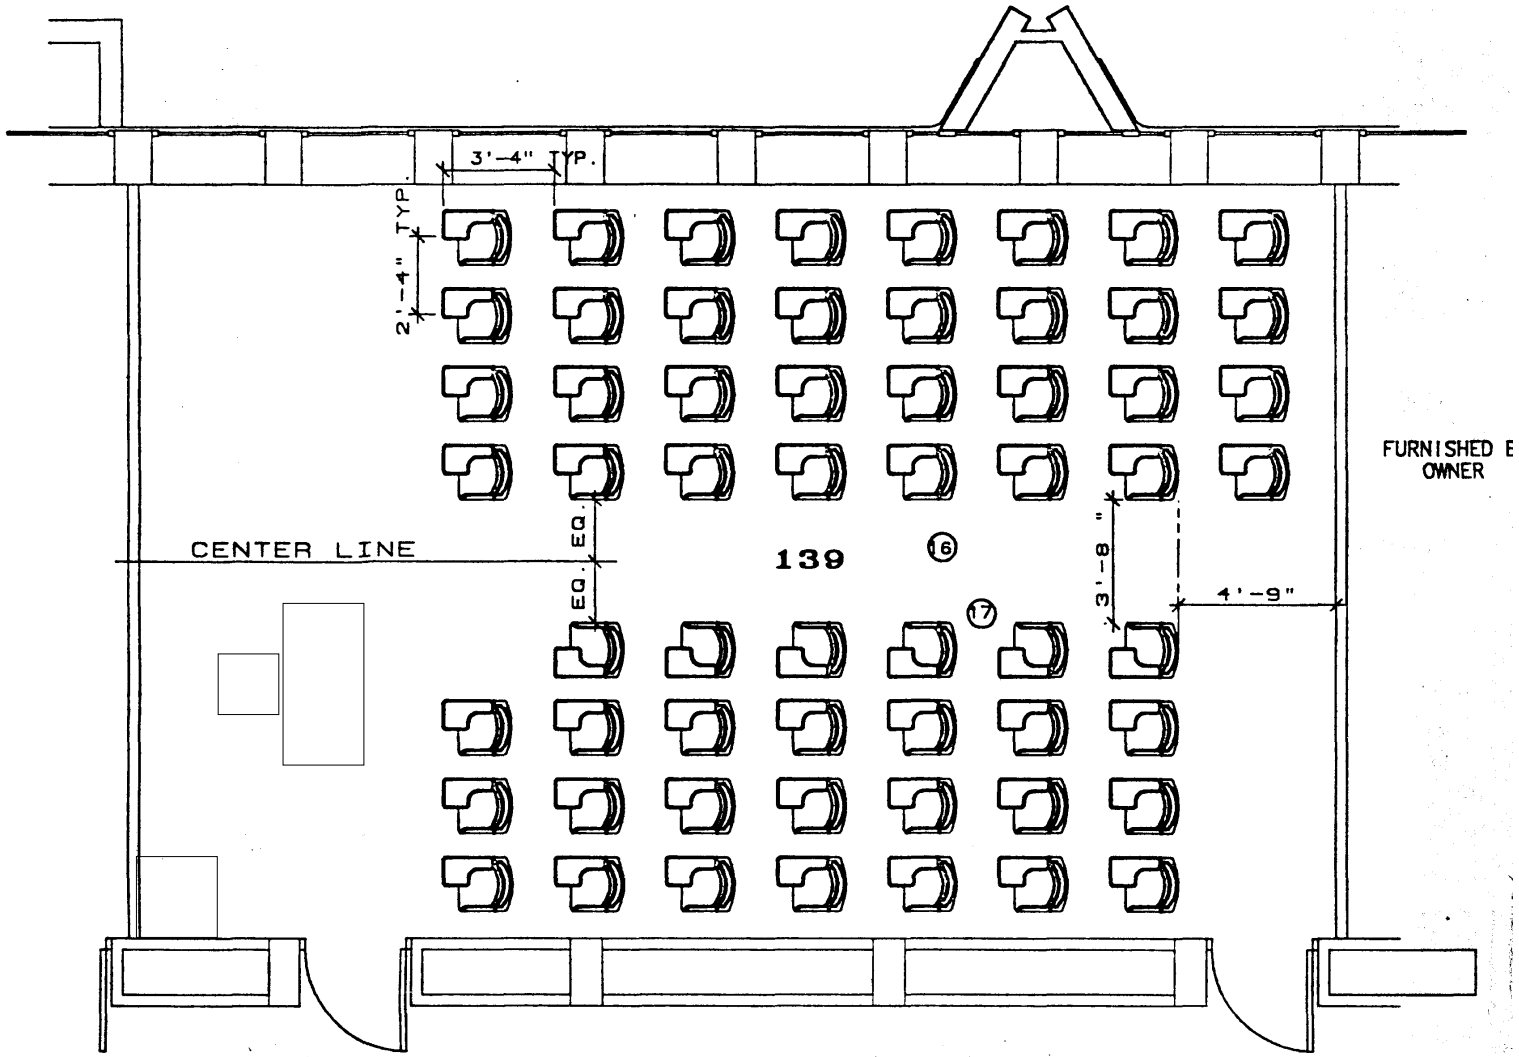 3'-4" TYP.
2'-4" TYP.
FURNISHED
OWNER
CENTER LINE
EQ. EQ.
139
16
17
3'-8"
4'-9"